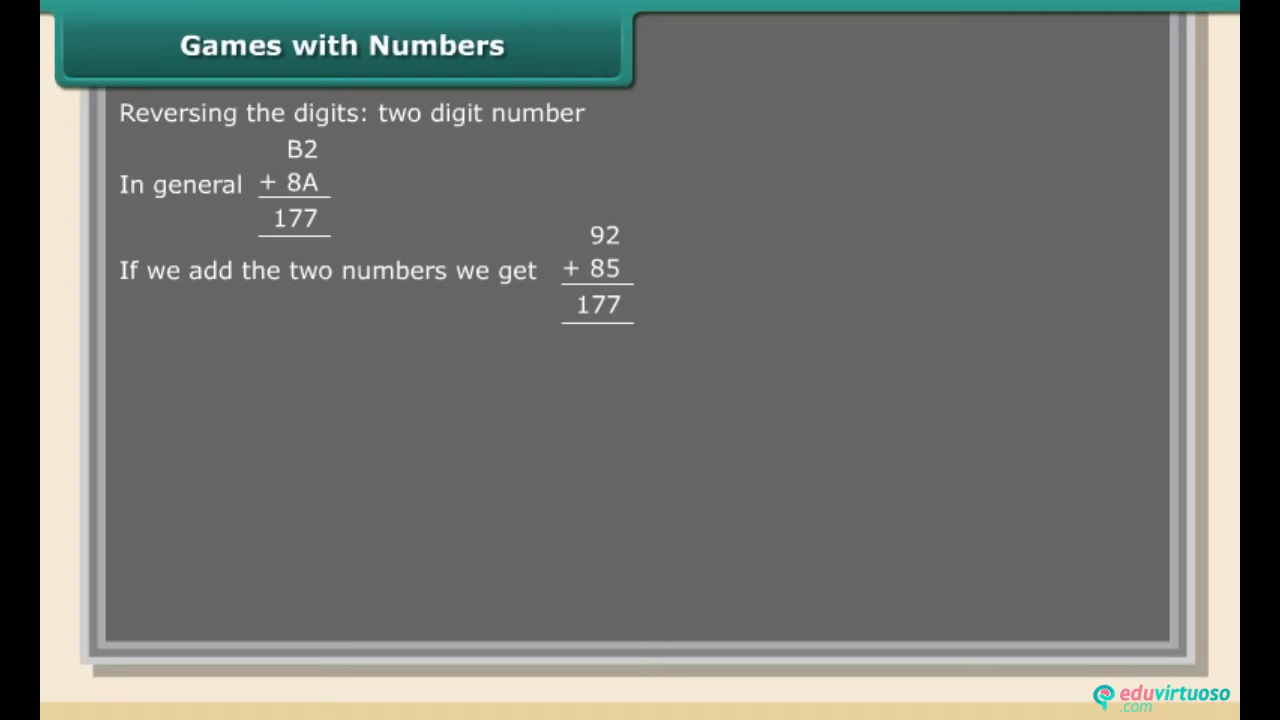 Games with Numbers
Reversing the digits: two digit number
B2
In general + 8A
177
92
If we add the two numbers we get + 85
177
eduvirtuoso
.com